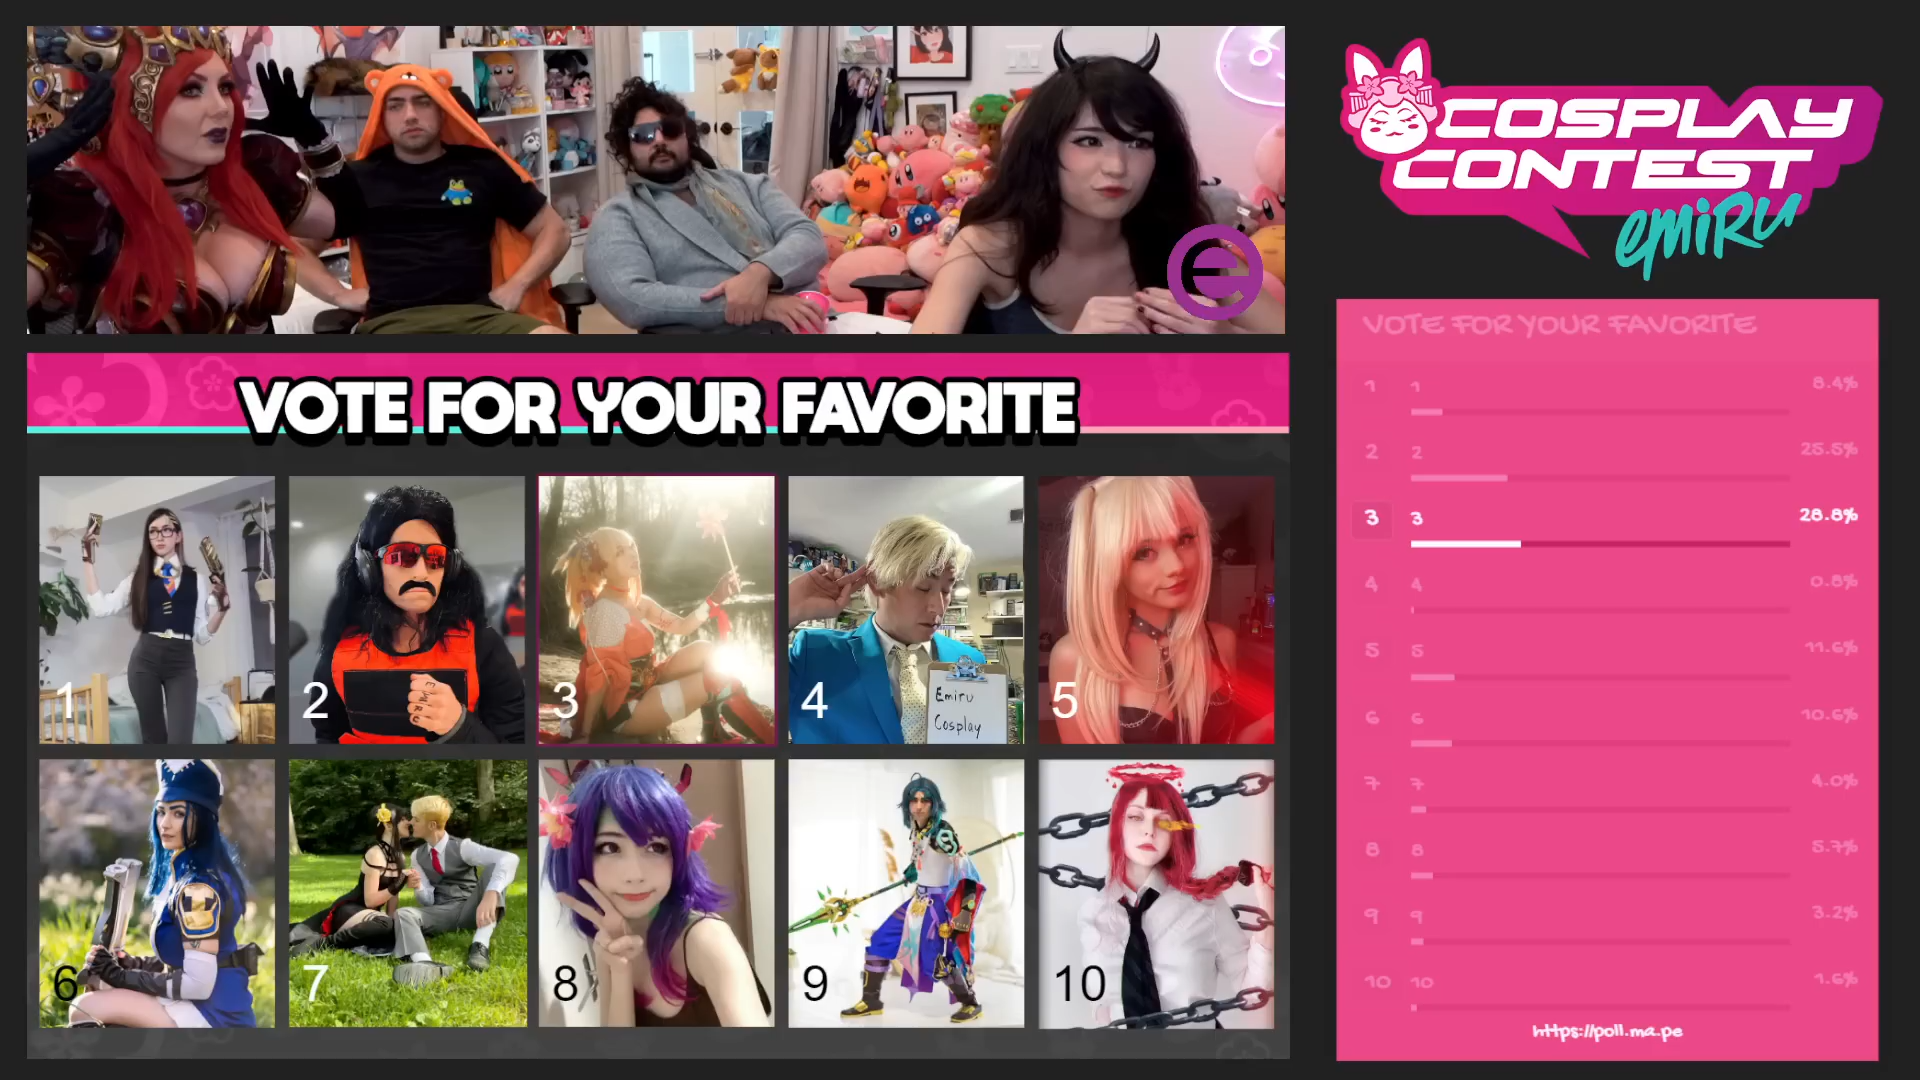 COSPLAY
CONTEST
emiru
e
VOTE FOR YOUR FAVORITE
1
2
3
4
Emiru
Cosplay
5
6
7
8
9
10
VOTE FOR YOUR FAVORITE
1 1 8.4%
2 2 25.5%
3 3 28.8%
4 4 0.8%
5 5 11.6%
6 6 10.6%
7 7 4.0%
8 8 5.7%
9 9 3.2%
10 10 1.6%
https://poll.ma.pe